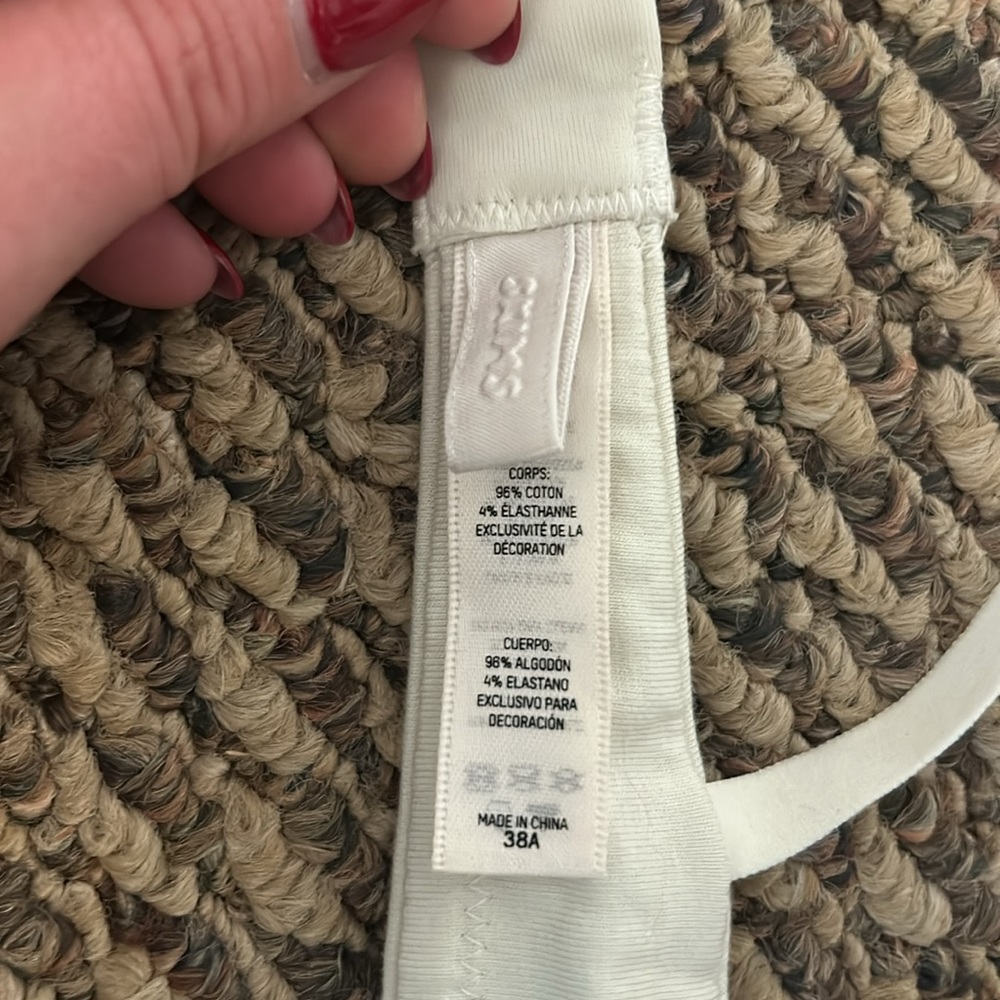 SKIMS
CORPS:
96% COTON
4% ÉLASTHANNE
EXCLUSIVITÉ DE LA
DÉCORATION
CUERPO:
96% ALGODÓN
4% ELASTANO
EXCLUSIVO PARA
DECORACIÓN
MADE IN CHINA
38A